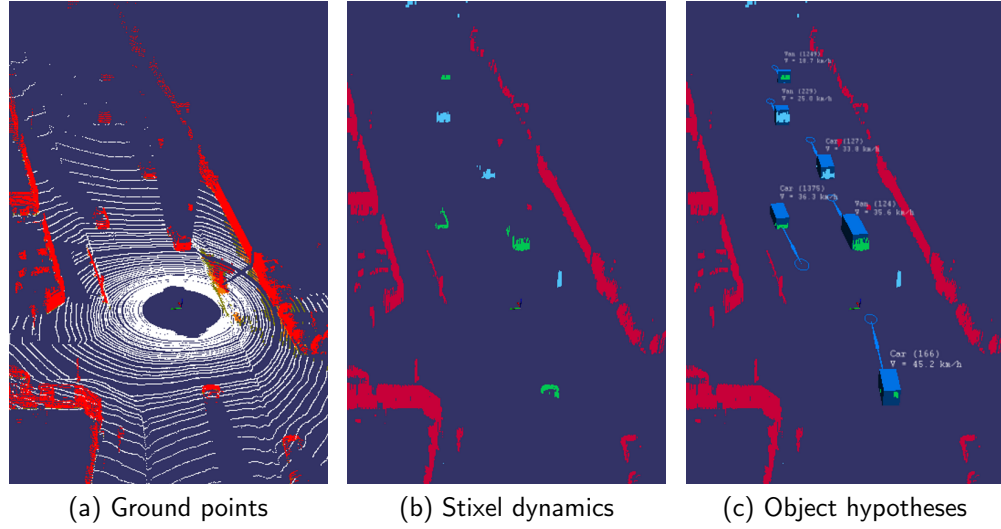 Van (1249)
V = 18.7 km/h
Van (229)
V = 25.0 km/h
Car (127)
V = 33.8 km/h
Car (1375)
V = 36.3 km/h
Van (124)
V = 35.6 km/h
Car (166)
V = 45.2 km/h
(a) Ground points
(b) Stixel dynamics
(c) Object hypotheses